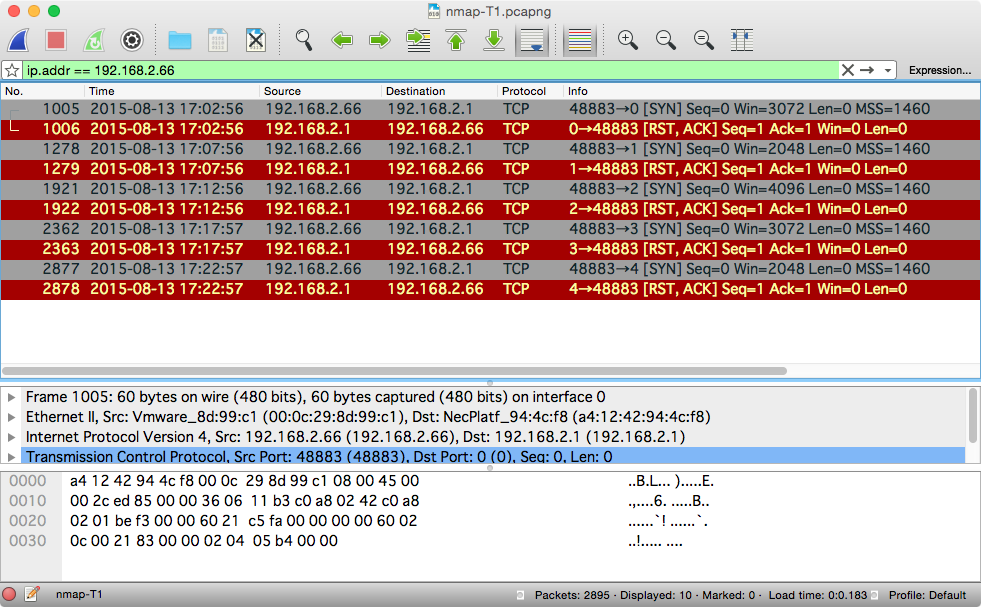 nmap-T1.pcapng
ip.addr == 192.168.2.66 Expression...
No. Time Source Destination Protocol Info
1005 2015-08-13 17:02:56 192.168.2.66 192.168.2.1 TCP 48883→0 [SYN] Seq=0 Win=3072 Len=0 MSS=1460
1006 2015-08-13 17:02:56 192.168.2.1 192.168.2.66 TCP 0→48883 [RST, ACK] Seq=1 Ack=1 Win=0 Len=0
1278 2015-08-13 17:07:56 192.168.2.66 192.168.2.1 TCP 48883→1 [SYN] Seq=0 Win=2048 Len=0 MSS=1460
1279 2015-08-13 17:07:56 192.168.2.1 192.168.2.66 TCP 1→48883 [RST, ACK] Seq=1 Ack=1 Win=0 Len=0
1921 2015-08-13 17:12:56 192.168.2.66 192.168.2.1 TCP 48883→2 [SYN] Seq=0 Win=4096 Len=0 MSS=1460
1922 2015-08-13 17:12:56 192.168.2.1 192.168.2.66 TCP 2→48883 [RST, ACK] Seq=1 Ack=1 Win=0 Len=0
2362 2015-08-13 17:17:57 192.168.2.66 192.168.2.1 TCP 48883→3 [SYN] Seq=0 Win=3072 Len=0 MSS=1460
2363 2015-08-13 17:17:57 192.168.2.1 192.168.2.66 TCP 3→48883 [RST, ACK] Seq=1 Ack=1 Win=0 Len=0
2877 2015-08-13 17:22:57 192.168.2.66 192.168.2.1 TCP 48883→4 [SYN] Seq=0 Win=2048 Len=0 MSS=1460
2878 2015-08-13 17:22:57 192.168.2.1 192.168.2.66 TCP 4→48883 [RST, ACK] Seq=1 Ack=1 Win=0 Len=0
Frame 1005: 60 bytes on wire (480 bits), 60 bytes captured (480 bits) on interface 0
Ethernet II, Src: Vmware_8d:99:c1 (00:0c:29:8d:99:c1), Dst: NecPlatf_94:4c:f8 (a4:12:42:94:4c:f8)
Internet Protocol Version 4, Src: 192.168.2.66 (192.168.2.66), Dst: 192.168.2.1 (192.168.2.1)
Transmission Control Protocol, Src Port: 48883 (48883), Dst Port: 0 (0), Seq: 0, Len: 0
0000 a4 12 42 94 4c f8 00 0c 29 8d 99 c1 08 00 45 00 ..B.L... ).....E.
0010 00 2c ed 85 00 00 36 06 11 b3 c0 a8 02 42 c0 a8 .,....6. .....B..
0020 02 01 be f3 00 00 60 21 c5 fa 00 00 00 00 60 02 ......`! ......`.
0030 0c 00 21 83 00 00 02 04 05 b4 00 00 ..!..... ....
nmap-T1 Packets: 2895 · Displayed: 10 · Marked: 0 · Load time: 0:0.183 Profile: Default